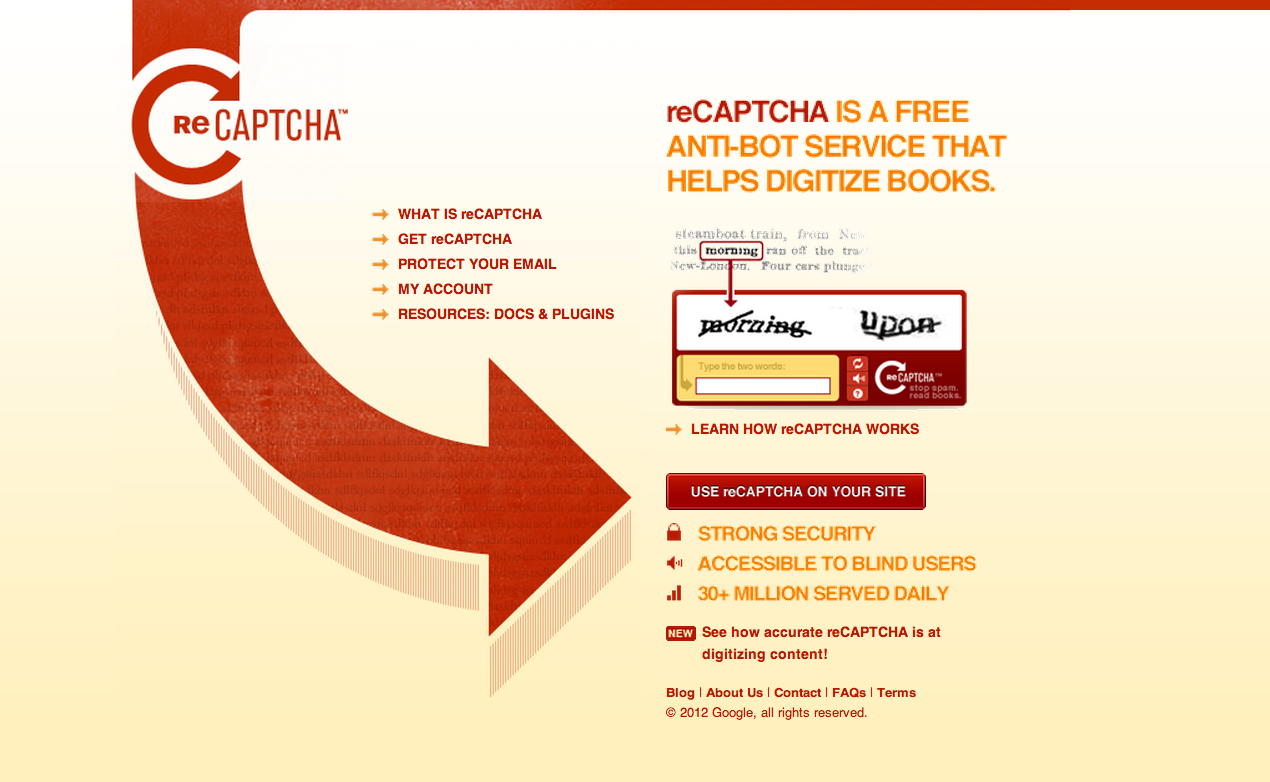 reCAPTCHA™
WHAT IS reCAPTCHA
GET reCAPTCHA
PROTECT YOUR EMAIL
MY ACCOUNT
RESOURCES: DOCS & PLUGINS
reCAPTCHA IS A FREE
ANTI-BOT SERVICE THAT
HELPS DIGITIZE BOOKS.
steamboat train, from New
this morning ran off the
New-London. Four cars
morning upon
Type the two words:
reCAPTCHA™
stop spam.
read books.
LEARN HOW reCAPTCHA WORKS
USE reCAPTCHA ON YOUR SITE
STRONG SECURITY
ACCESSIBLE TO BLIND USERS
30+ MILLION SERVED DAILY
NEW See how accurate reCAPTCHA is at
digitizing content!
Blog | About Us | Contact | FAQs | Terms
© 2012 Google, all rights reserved.